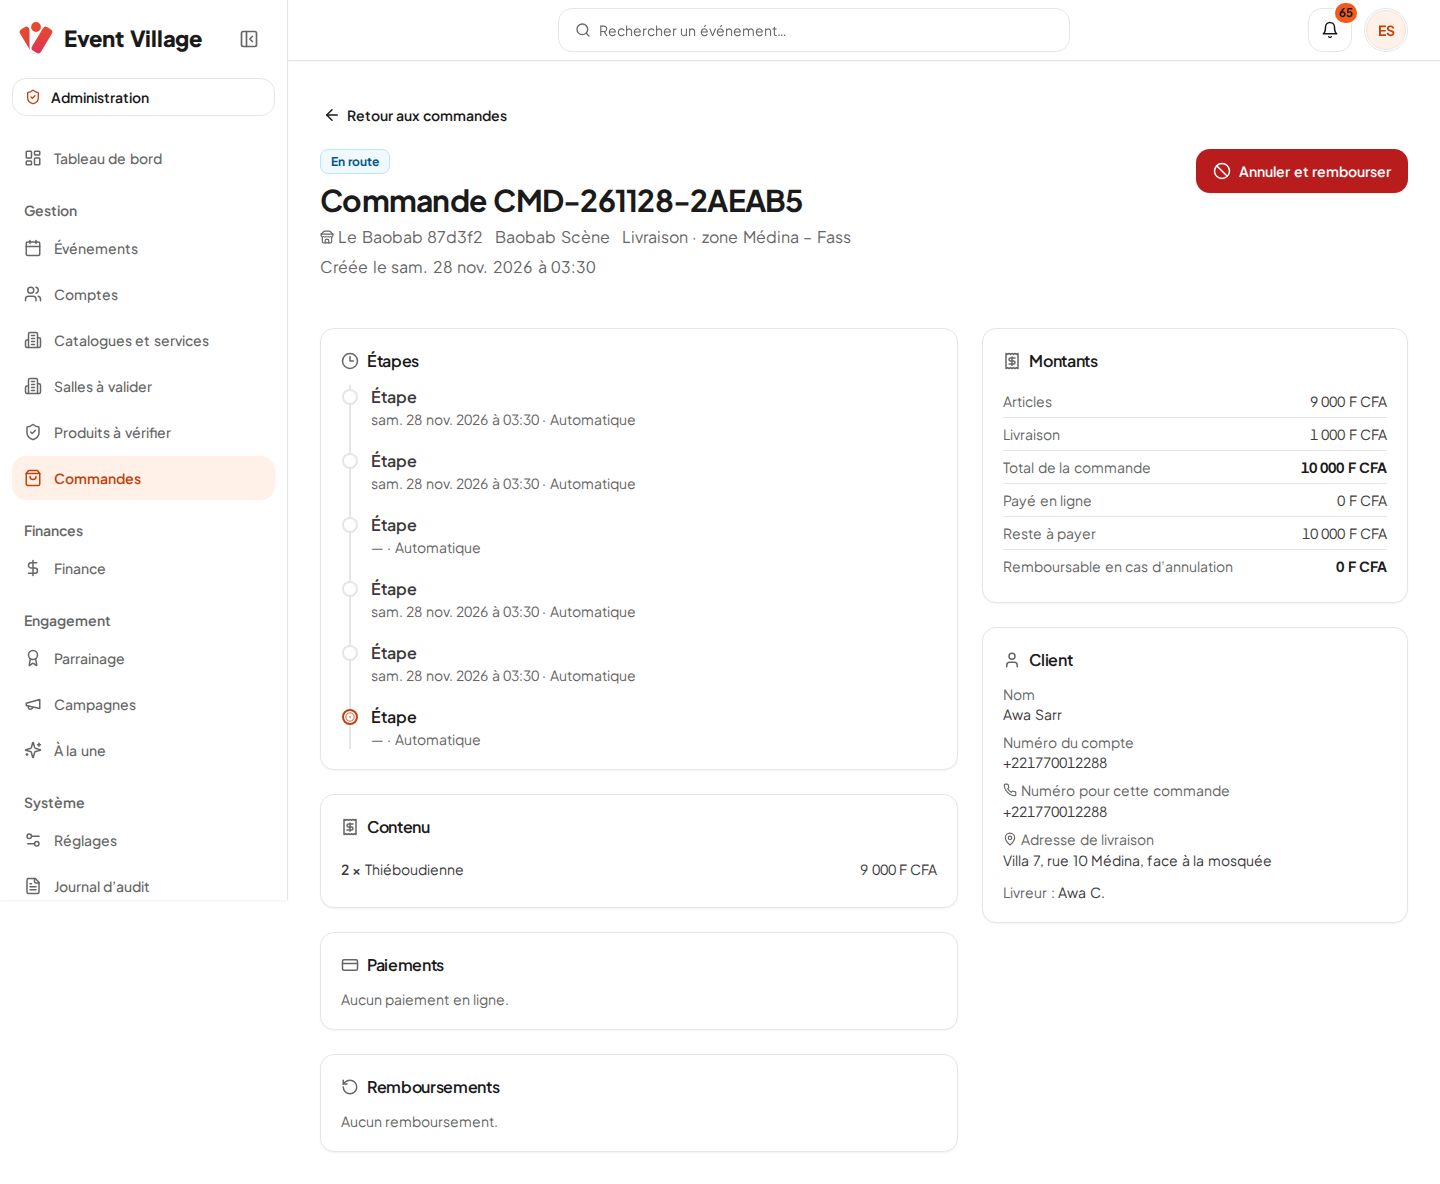 Event Village
Administration
Tableau de bord
Gestion
Événements
Comptes
Catalogues et services
Salles à valider
Produits à vérifier
Commandes
Finances
Finance
Engagement
Parrainage
Campagnes
À la une
Système
Réglages
Journal d'audit
Rechercher un événement…
65
ES
Retour aux commandes
En route
Annuler et rembourser
Commande CMD-261128-2AEAB5
Le Baobab 87d3f2 Baobab Scène Livraison · zone Médina – Fass
Créée le sam. 28 nov. 2026 à 03:30
Étapes
Étape
sam. 28 nov. 2026 à 03:30 · Automatique
Étape
sam. 28 nov. 2026 à 03:30 · Automatique
Étape
— · Automatique
Étape
sam. 28 nov. 2026 à 03:30 · Automatique
Étape
sam. 28 nov. 2026 à 03:30 · Automatique
Étape
— · Automatique
Contenu
2 × Thiéboudienne 9 000 F CFA
Paiements
Aucun paiement en ligne.
Remboursements
Aucun remboursement.
Montants
Articles 9 000 F CFA
Livraison 1 000 F CFA
Total de la commande 10 000 F CFA
Payé en ligne 0 F CFA
Reste à payer 10 000 F CFA
Remboursable en cas d'annulation 0 F CFA
Client
Nom
Awa Sarr
Numéro du compte
+221770012288
Numéro pour cette commande
+221770012288
Adresse de livraison
Villa 7, rue 10 Médina, face à la mosquée
Livreur : Awa C.